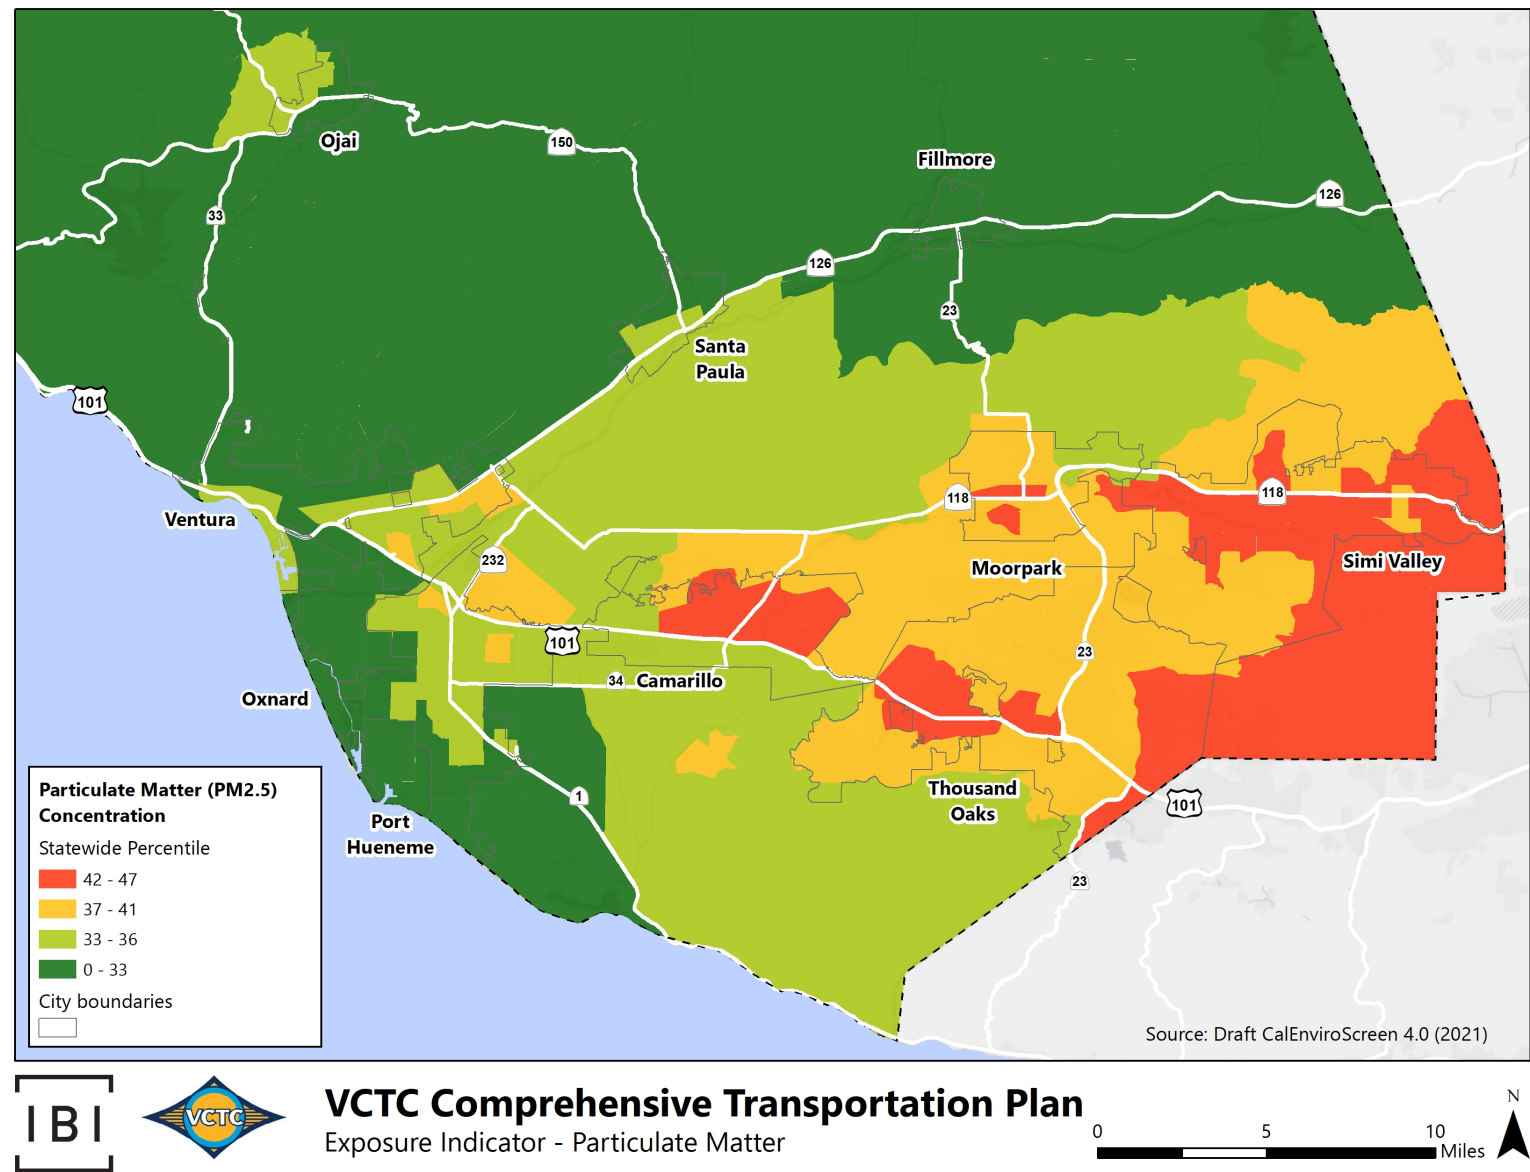 Ojai
150
Fillmore
33
126
126
23
Santa
Paula
101
118
118
Ventura
232
Moorpark
Simi Valley
101
23
34
Camarillo
Oxnard
Thousand
Oaks
1
101
Port
Hueneme
23
Particulate Matter (PM2.5)
Concentration
Statewide Percentile
42 - 47
37 - 41
33 - 36
0 - 33
City boundaries
Source: Draft CalEnviroScreen 4.0 (2021)
IBI
VCTC
VCTC Comprehensive Transportation Plan
Exposure Indicator - Particulate Matter
0 5 10
Miles
N